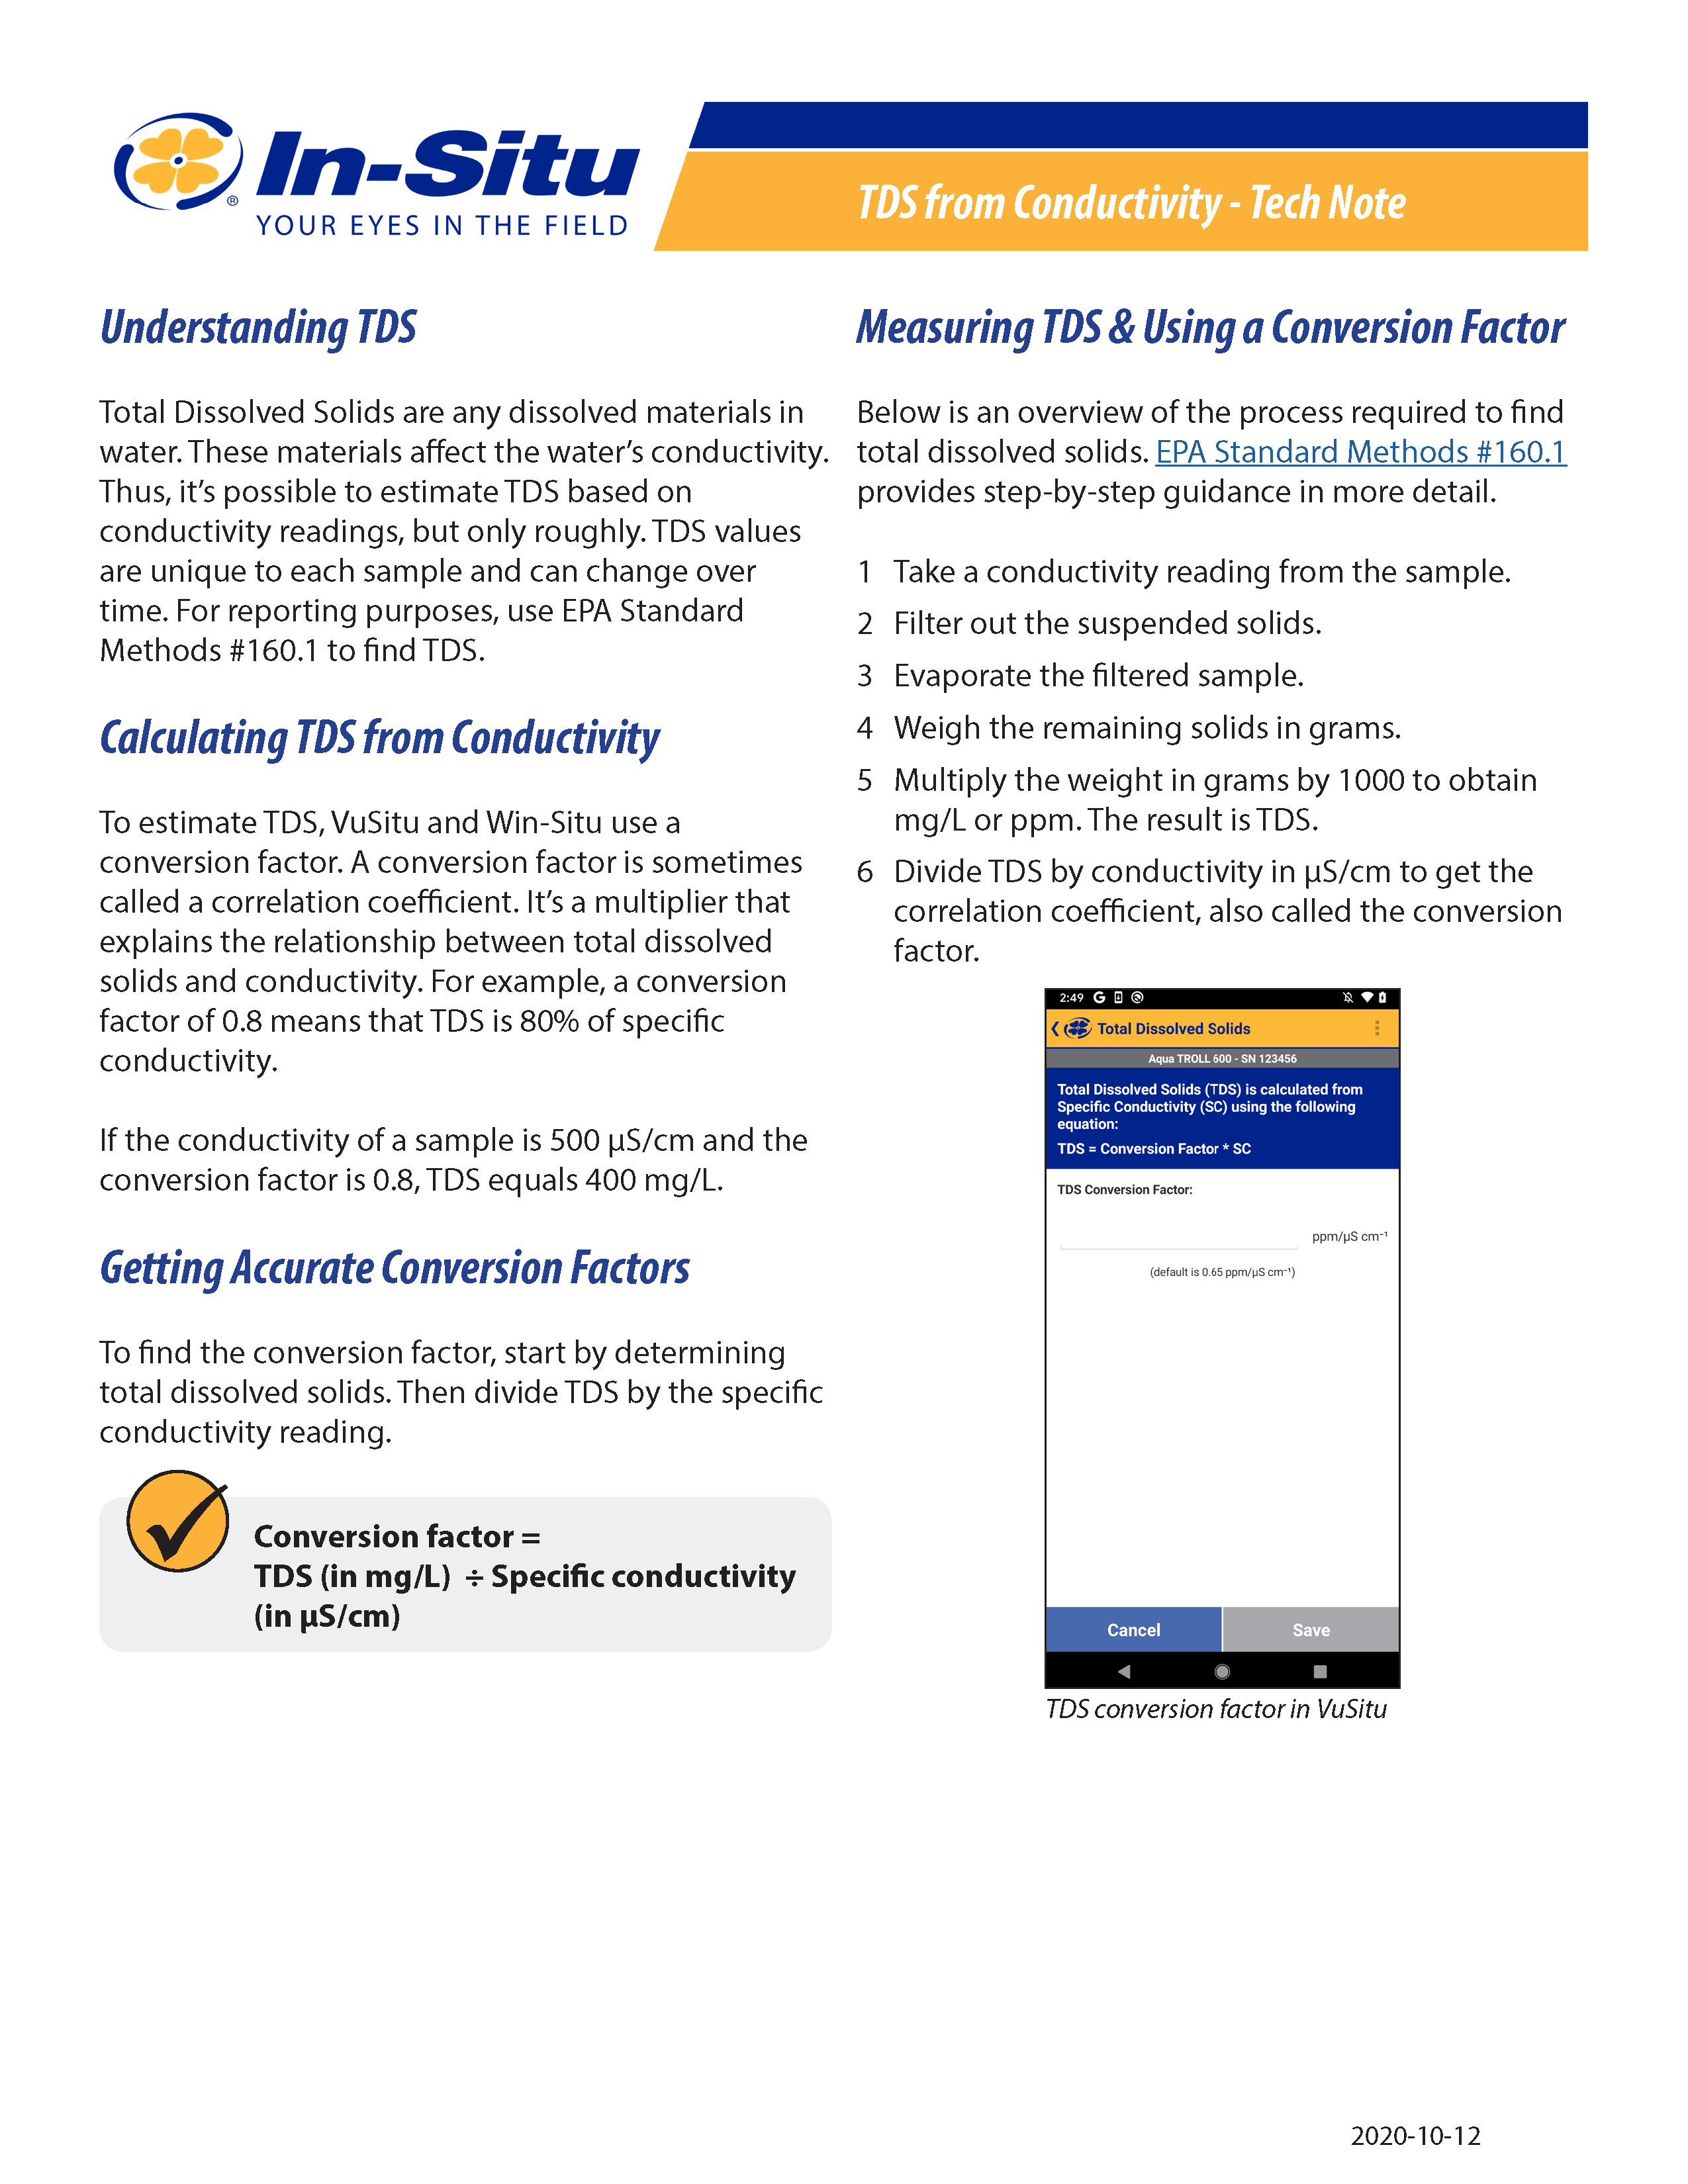 In-Situ
®
YOUR EYES IN THE FIELD
TDS from Conductivity - Tech Note
Understanding TDS
Total Dissolved Solids are any dissolved materials in
water. These materials affect the water's conductivity.
Thus, it's possible to estimate TDS based on
conductivity readings, but only roughly. TDS values
are unique to each sample and can change over
time. For reporting purposes, use EPA Standard
Methods #160.1 to find TDS.
Calculating TDS from Conductivity
To estimate TDS, VuSitu and Win-Situ use a
conversion factor. A conversion factor is sometimes
called a correlation coefficient. It's a multiplier that
explains the relationship between total dissolved
solids and conductivity. For example, a conversion
factor of 0.8 means that TDS is 80% of specific
conductivity.
If the conductivity of a sample is 500 µS/cm and the
conversion factor is 0.8, TDS equals 400 mg/L.
Getting Accurate Conversion Factors
To find the conversion factor, start by determining
total dissolved solids. Then divide TDS by the specific
conductivity reading.
Conversion factor =
TDS (in mg/L) ÷ Specific conductivity
(in µS/cm)
Measuring TDS & Using a Conversion Factor
Below is an overview of the process required to find
total dissolved solids. EPA Standard Methods #160.1
provides step-by-step guidance in more detail.
1 Take a conductivity reading from the sample.
2 Filter out the suspended solids.
3 Evaporate the filtered sample.
4 Weigh the remaining solids in grams.
5 Multiply the weight in grams by 1000 to obtain
mg/L or ppm. The result is TDS.
6 Divide TDS by conductivity in µS/cm to get the
correlation coefficient, also called the conversion
factor.
2:49 G
Total Dissolved Solids
Aqua TROLL 600 - SN 123456
Total Dissolved Solids (TDS) is calculated from
Specific Conductivity (SC) using the following
equation:
TDS = Conversion Factor * SC
TDS Conversion Factor:
ppm/µS cm⁻¹
(default is 0.65 ppm/µS cm⁻¹)
Cancel Save
TDS conversion factor in VuSitu
2020-10-12